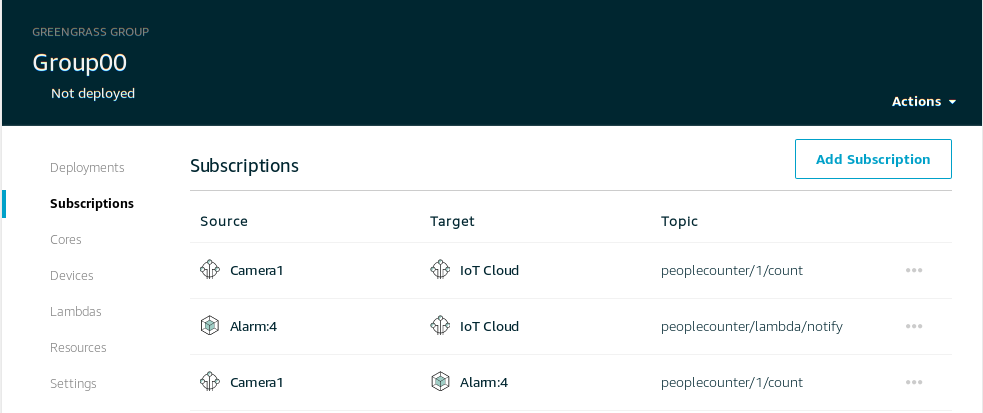 GREENGRASS GROUP
Group00
Not deployed
Actions
Deployments
Subscriptions
Cores
Devices
Lambdas
Resources
Settings
Subscriptions
Add Subscription
Source Target Topic
Camera1 IoT Cloud peoplecounter/1/count
Alarm:4 IoT Cloud peoplecounter/lambda/notify
Camera1 Alarm:4 peoplecounter/1/count